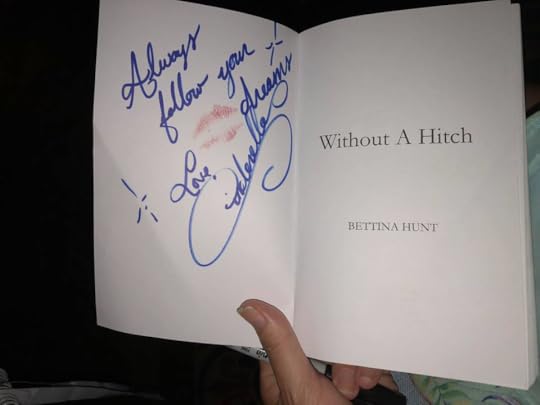 Always
follow your
dreams
Love,
Cinderella
Without A Hitch
BETTINA HUNT